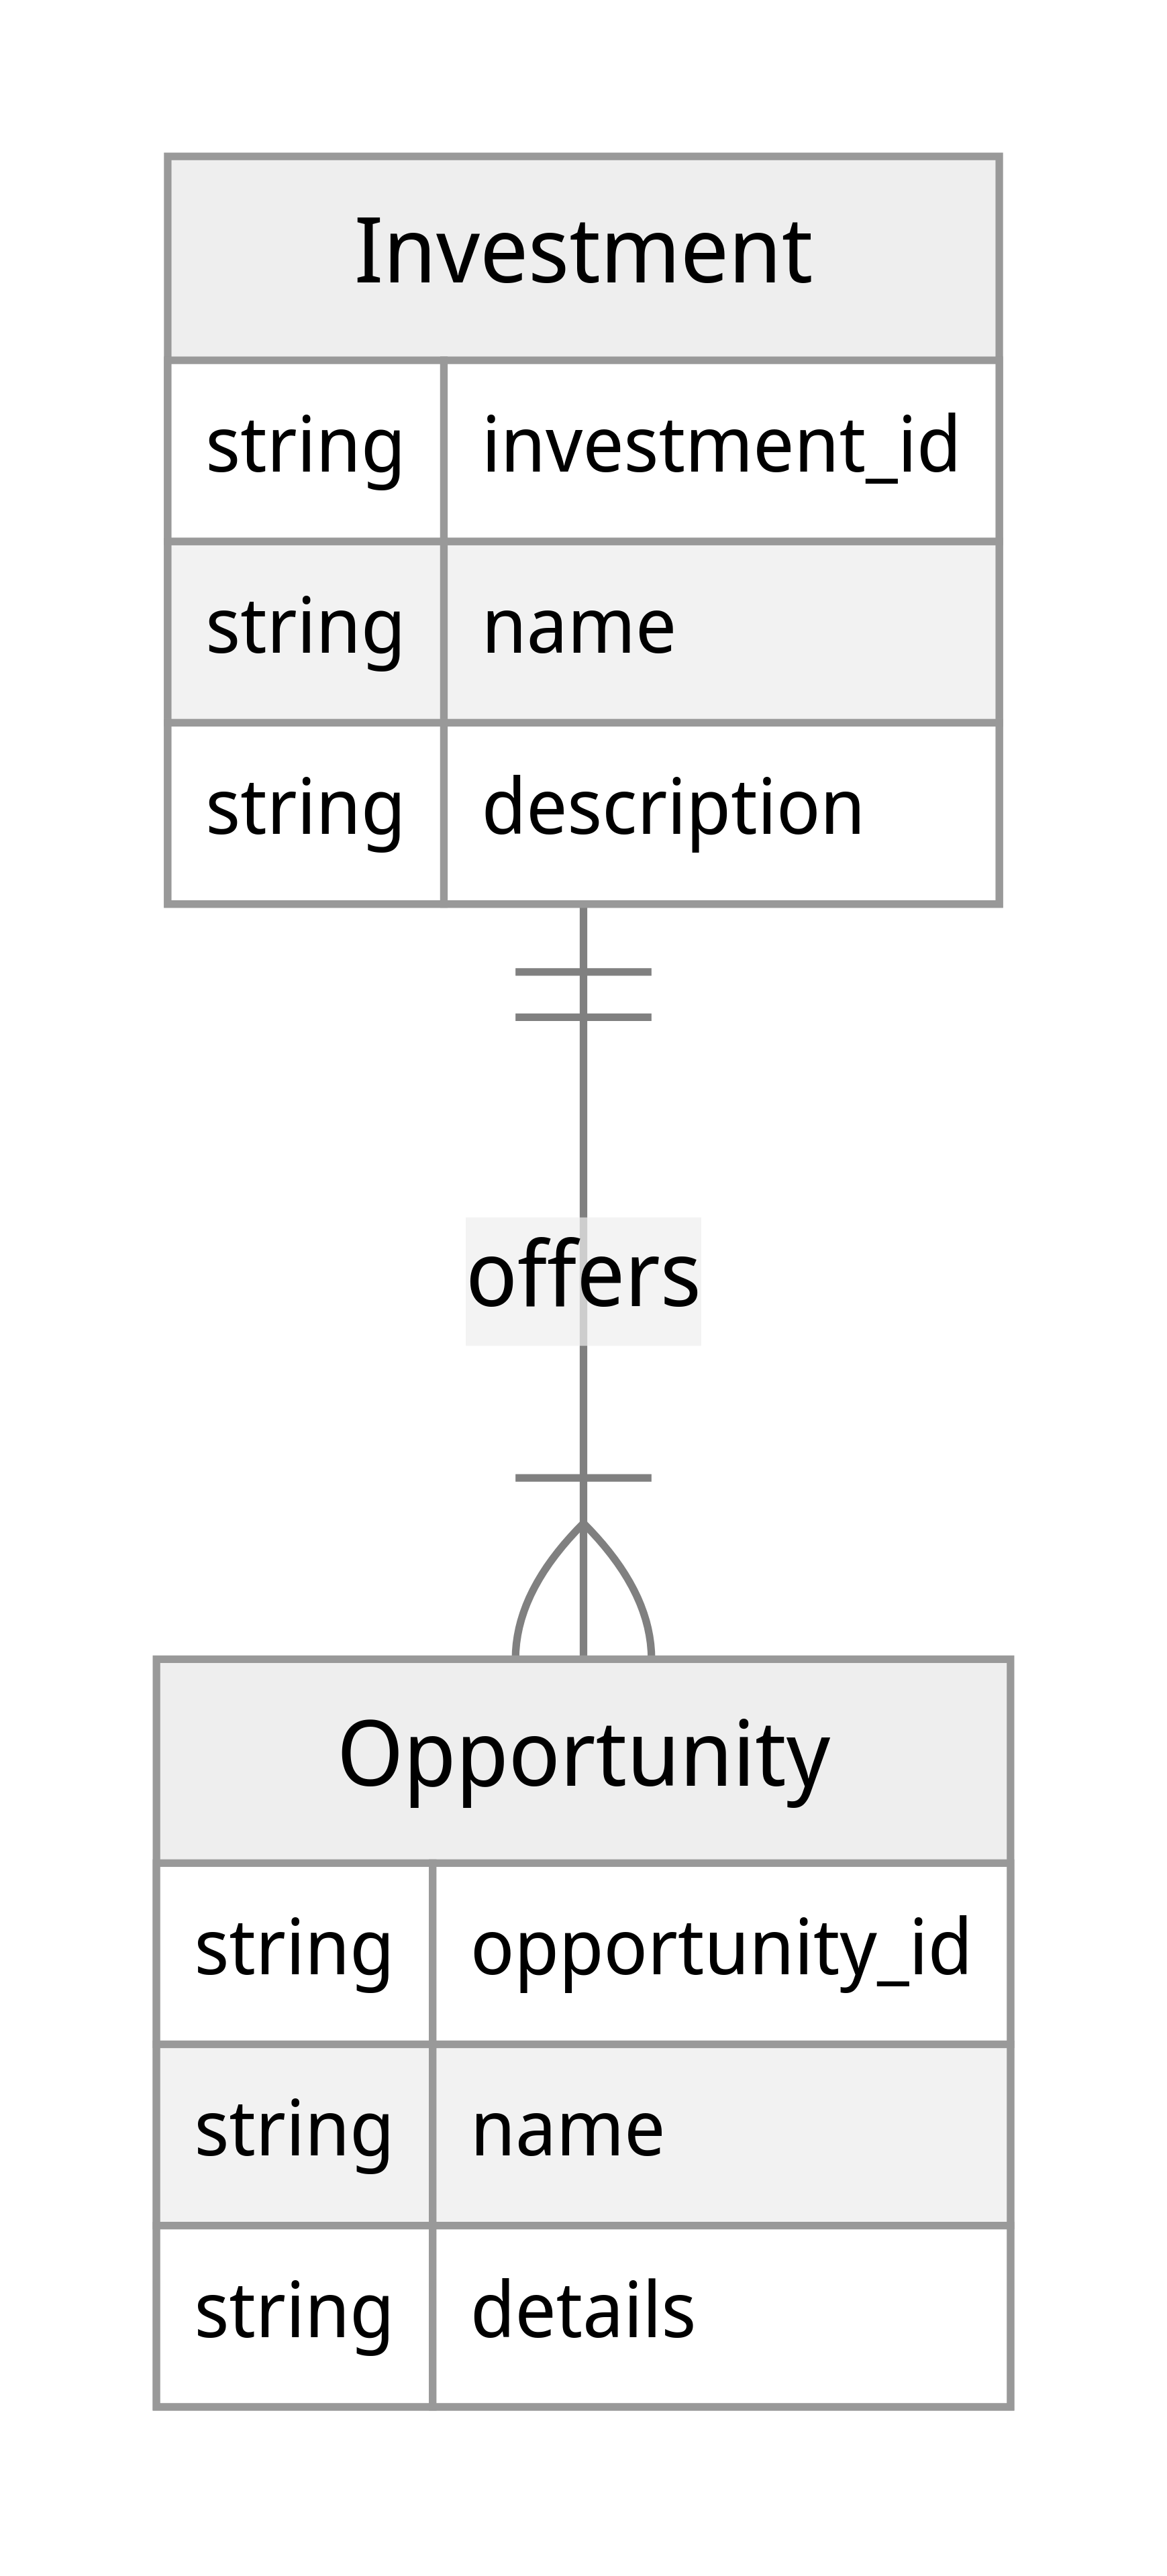 Investment
string investment_id
string name
string description
offers
Opportunity
string opportunity_id
string name
string details